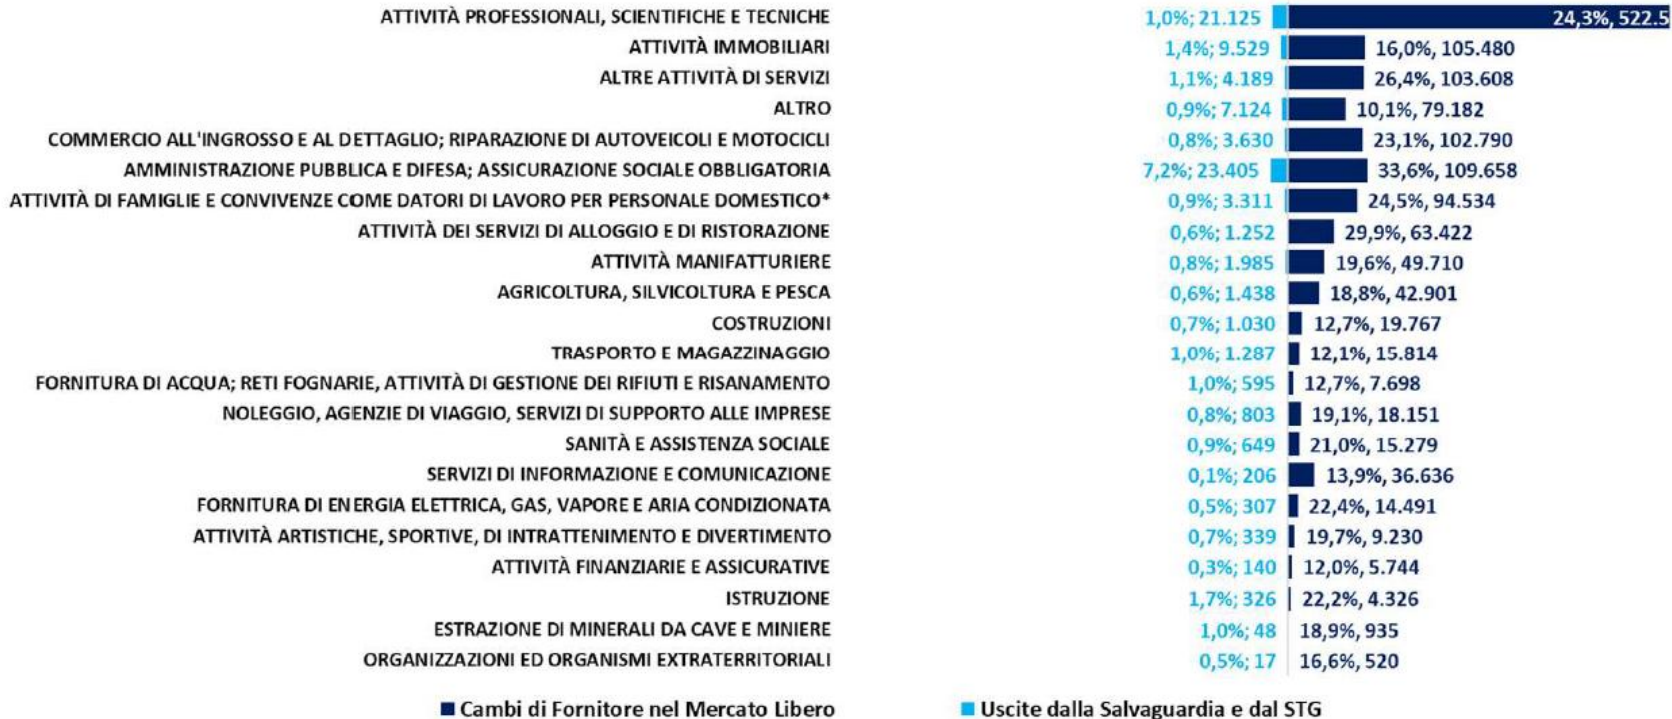 ATTIVITÀ PROFESSIONALI, SCIENTIFICHE E TECNICHE 1,0%; 21.125 24,3%, 522.5
ATTIVITÀ IMMOBILIARI 1,4%; 9.529 16,0%, 105.480
ALTRE ATTIVITÀ DI SERVIZI 1,1%; 4.189 26,4%, 103.608
ALTRO 0,9%; 7.124 10,1%, 79.182
COMMERCIO ALL'INGROSSO E AL DETTAGLIO; RIPARAZIONE DI AUTOVEICOLI E MOTOCICLI 0,8%; 3.630 23,1%, 102.790
AMMINISTRAZIONE PUBBLICA E DIFESA; ASSICURAZIONE SOCIALE OBBLIGATORIA 7,2%; 23.405 33,6%, 109.658
ATTIVITÀ DI FAMIGLIE E CONVIVENZE COME DATORI DI LAVORO PER PERSONALE DOMESTICO* 0,9%; 3.311 24,5%, 94.534
ATTIVITÀ DEI SERVIZI DI ALLOGGIO E DI RISTORAZIONE 0,6%; 1.252 29,9%, 63.422
ATTIVITÀ MANIFATTURIERE 0,8%; 1.985 19,6%, 49.710
AGRICOLTURA, SILVICOLTURA E PESCA 0,6%; 1.438 18,8%, 42.901
COSTRUZIONI 0,7%; 1.030 12,7%, 19.767
TRASPORTO E MAGAZZINAGGIO 1,0%; 1.287 12,1%, 15.814
FORNITURA DI ACQUA; RETI FOGNARIE, ATTIVITÀ DI GESTIONE DEI RIFIUTI E RISANAMENTO 1,0%; 595 12,7%, 7.698
NOLEGGIO, AGENZIE DI VIAGGIO, SERVIZI DI SUPPORTO ALLE IMPRESE 0,8%; 803 19,1%, 18.151
SANITÀ E ASSISTENZA SOCIALE 0,9%; 649 21,0%, 15.279
SERVIZI DI INFORMAZIONE E COMUNICAZIONE 0,1%; 206 13,9%, 36.636
FORNITURA DI ENERGIA ELETTRICA, GAS, VAPORE E ARIA CONDIZIONATA 0,5%; 307 22,4%, 14.491
ATTIVITÀ ARTISTICHE, SPORTIVE, DI INTRATTENIMENTO E DIVERTIMENTO 0,7%; 339 19,7%, 9.230
ATTIVITÀ FINANZIARIE E ASSICURATIVE 0,3%; 140 12,0%, 5.744
ISTRUZIONE 1,7%; 326 22,2%, 4.326
ESTRAZIONE DI MINERALI DA CAVE E MINIERE 1,0%; 48 18,9%, 935
ORGANIZZAZIONI ED ORGANISMI EXTRATERRITORIALI 0,5%; 17 16,6%, 520
Cambi di Fornitore nel Mercato Libero Uscite dalla Salvaguardia e dal STG